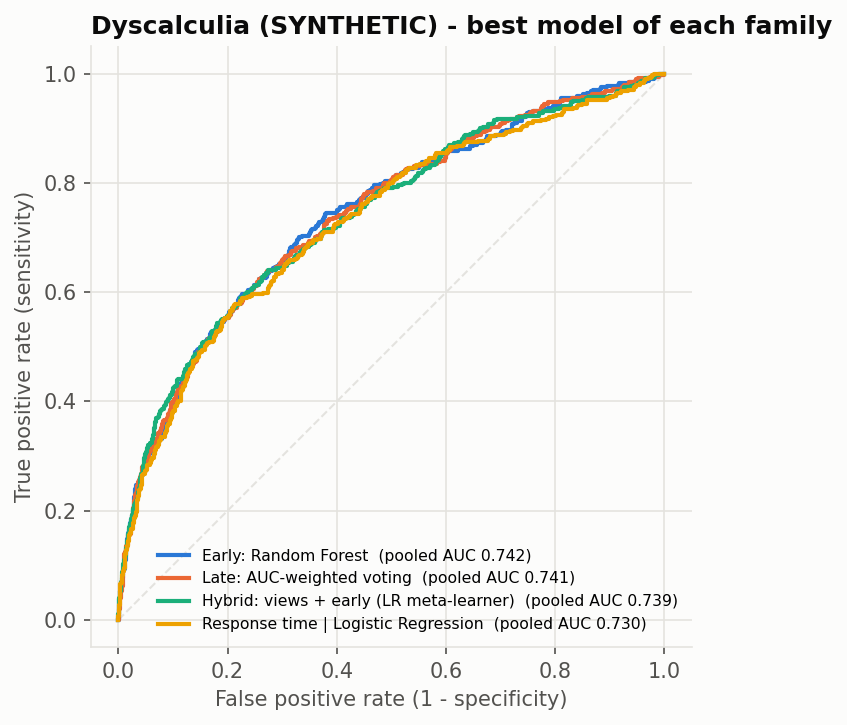 Dyscalculia (SYNTHETIC) - best model of each family
True positive rate (sensitivity)
1.0
0.8
0.6
0.4
0.2
0.0
Early: Random Forest  (pooled AUC 0.742)
Late: AUC-weighted voting  (pooled AUC 0.741)
Hybrid: views + early (LR meta-learner)  (pooled AUC 0.739)
Response time | Logistic Regression  (pooled AUC 0.730)
0.0 0.2 0.4 0.6 0.8 1.0
False positive rate (1 - specificity)